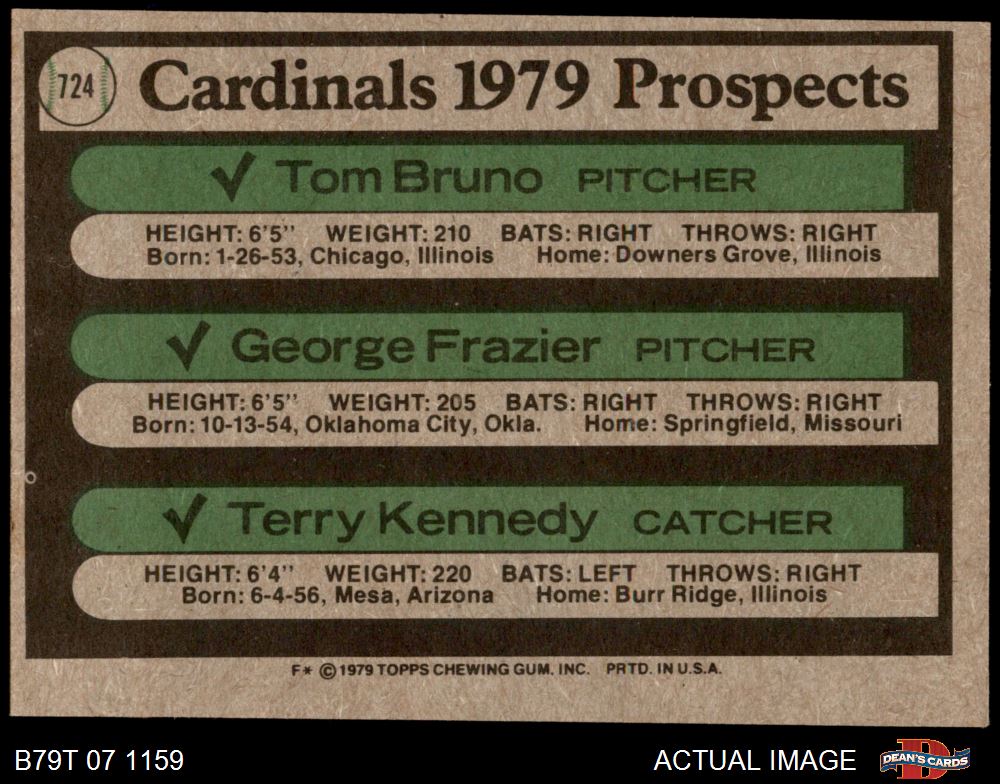 724 Cardinals 1979 Prospects
✓ Tom Bruno PITCHER
HEIGHT: 6'5" WEIGHT: 210 BATS: RIGHT THROWS: RIGHT
Born: 1-26-53, Chicago, Illinois Home: Downers Grove, Illinois
✓ George Frazier PITCHER
HEIGHT: 6'5" WEIGHT: 205 BATS: RIGHT THROWS: RIGHT
Born: 10-13-54, Oklahoma City, Okla. Home: Springfield, Missouri
✓ Terry Kennedy CATCHER
HEIGHT: 6'4" WEIGHT: 220 BATS: LEFT THROWS: RIGHT
Born: 6-4-56, Mesa, Arizona Home: Burr Ridge, Illinois
F* © 1979 TOPPS CHEWING GUM. INC. PRTD. IN U.S.A.
B79T 07 1159 ACTUAL IMAGE D DEAN'S CARDS